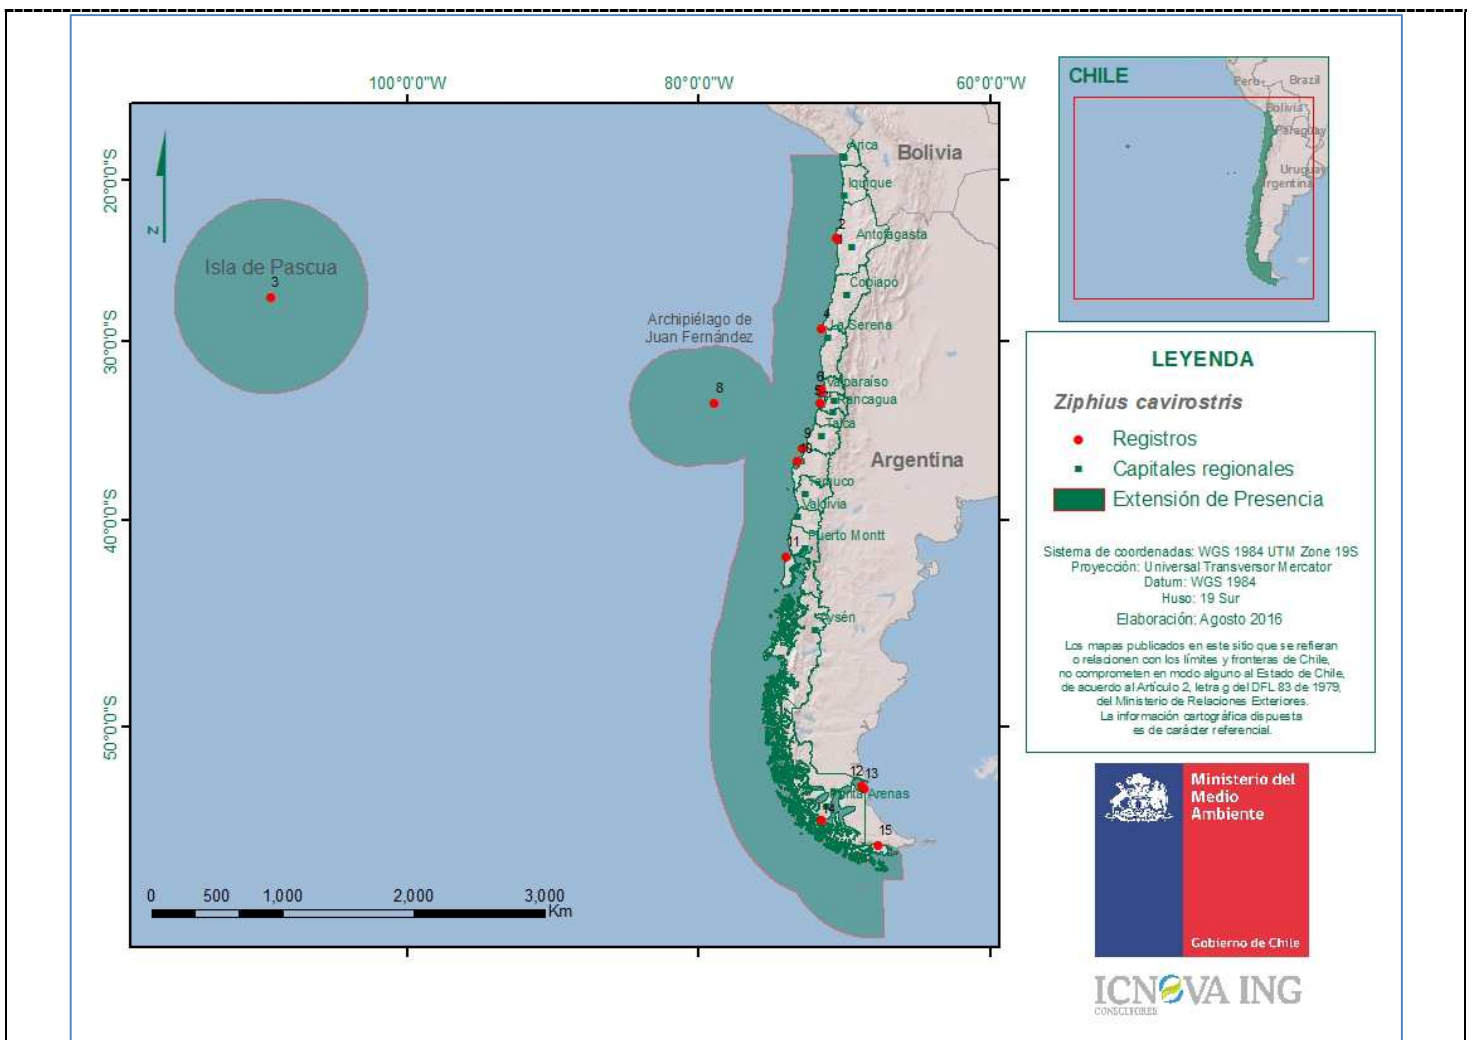 100°0'0"W
80°0'0"W
60°0'0"W
20°0'0"S
30°0'0"S
40°0'0"S
50°0'0"S
N
Isla de Pascua
3
Archipiélago de
Juan Fernández
8
Bolivia
Arica
Iquique
2
Antofagasta
Copiapó
4
La Serena
6
Valparaíso
5
Rancagua
Talca
9
10
Argentina
Temuco
Valdivia
Puerto Montt
11
Aysén
12
13
Punta Arenas
14
15
0
500
1,000
2,000
3,000
Km
CHILE
Peru
Brazil
Bolivia
Paraguay
Uruguay
Argentina
LEYENDA
Ziphius cavirostris
Registros
Capitales regionales
Extensión de Presencia
Sistema de coordenadas: WGS 1984 UTM Zone 19S
Proyección: Universal Transversor Mercator
Datum: WGS 1984
Huso: 19 Sur
Elaboración: Agosto 2016
Los mapas publicados en este sitio que se refieran
o relacionen con los límites y fronteras de Chile,
no comprometen en modo alguno al Estado de Chile,
de acuerdo al Artículo 2, letra g del DFL 83 de 1979,
del Ministerio de Relaciones Exteriores.
La información cartográfica dispuesta
es de carácter referencial.
Ministerio del
Medio
Ambiente
Gobierno de Chile
ICNOVA ING
CONSULTORES